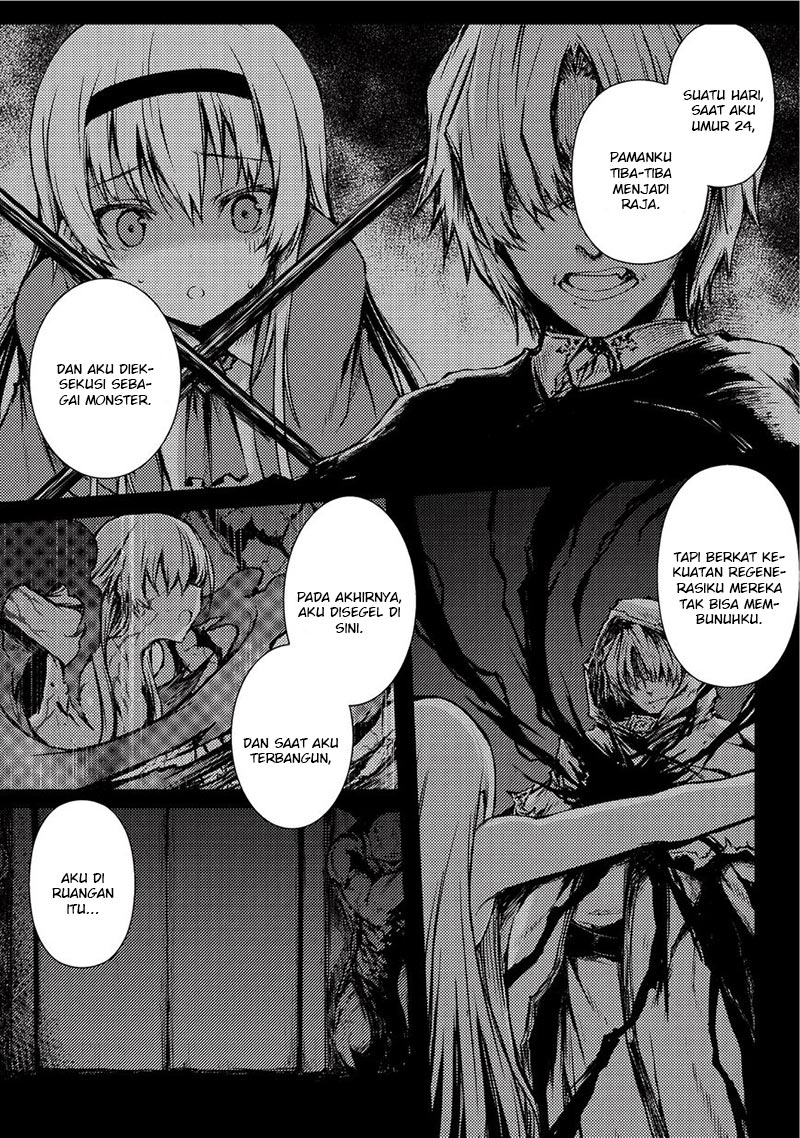 SUATU HARI,
SAAT AKU
UMUR 24,
PAMANKU
TIBA-TIBA
MENJADI
RAJA.
DAN AKU DIEK-
SEKUSI SEBA-
GAI MONSTER.
TAPI BERKAT KE-
KUATAN REGENE-
RASIKU MEREKA
TAK BISA MEM-
BUNUHKU.
PADA AKHIRNYA,
AKU DISEGEL DI
SINI.
DAN SAAT AKU
TERBANGUN,
AKU DI
RUANGAN
ITU...